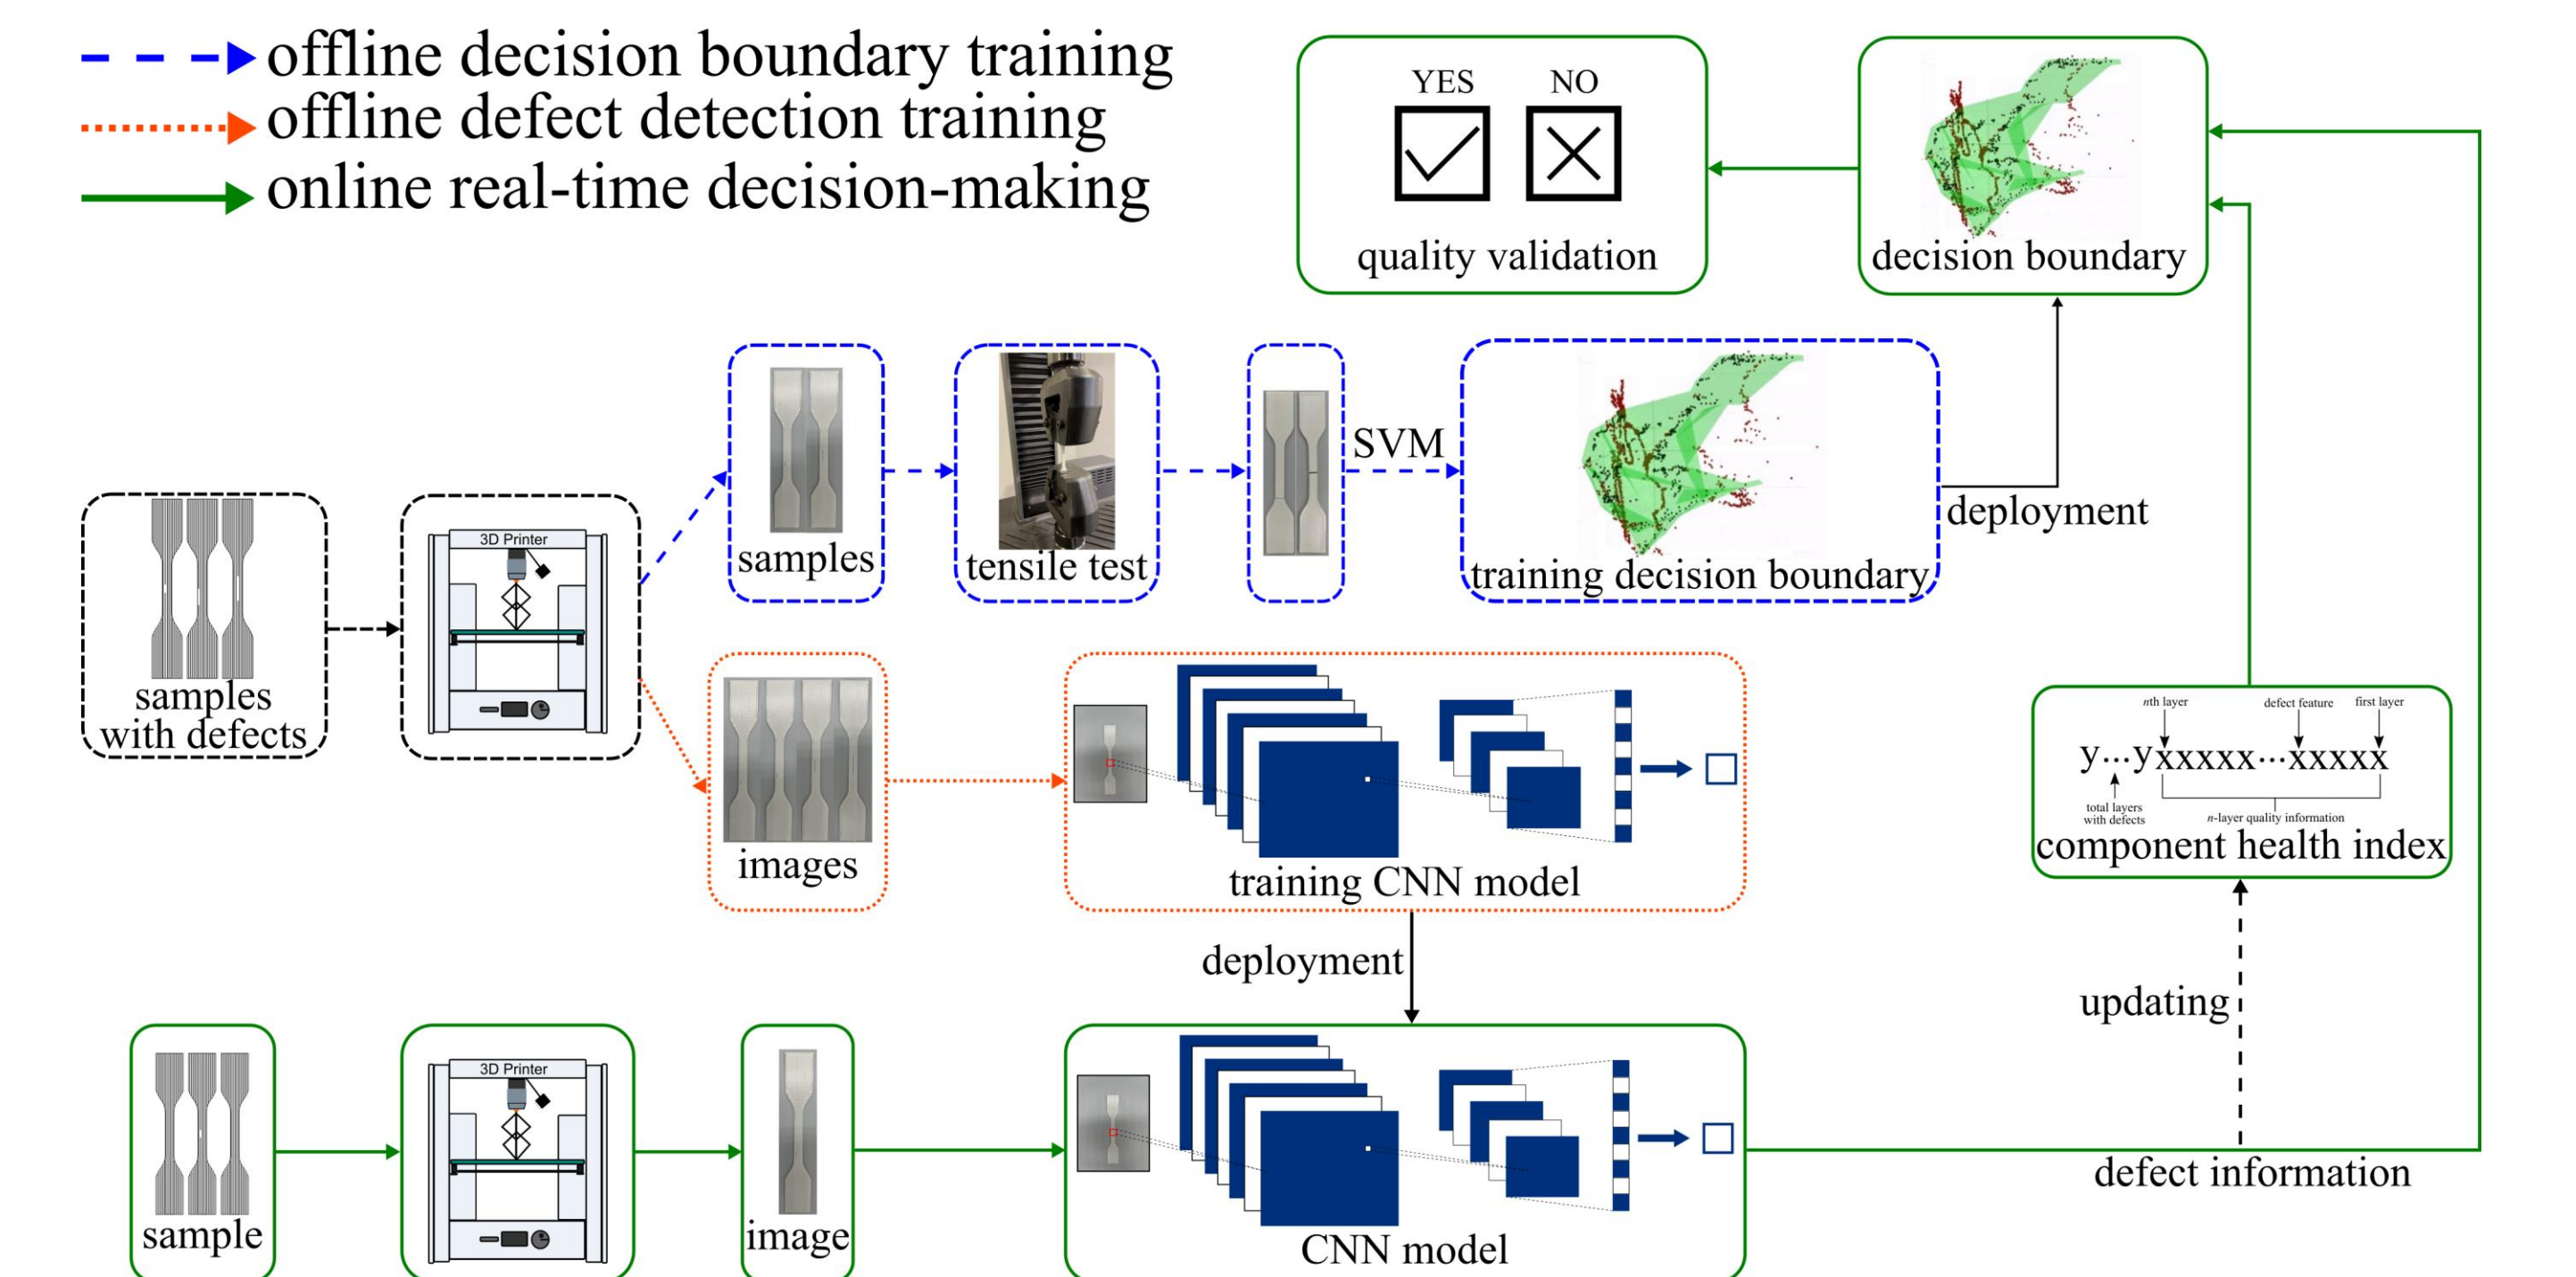 offline decision boundary training
offline defect detection training
online real-time decision-making
YES
NO
quality validation
decision boundary
samples
tensile test
SVM
training decision boundary
deployment
samples
with defects
3D Printer
images
training CNN model
deployment
nth layer
defect feature
first layer
y...yxxxxx...xxxxx
total layers
with defects
n-layer quality information
component health index
updating
defect information
sample
3D Printer
image
CNN model